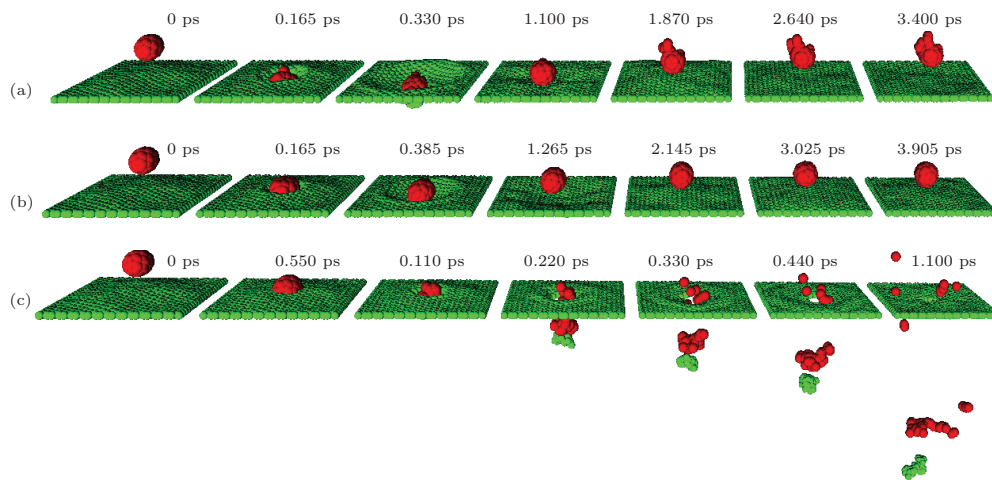 0 ps 0.165 ps 0.330 ps 1.100 ps 1.870 ps 2.640 ps 3.400 ps
(a)
0 ps 0.165 ps 0.385 ps 1.265 ps 2.145 ps 3.025 ps 3.905 ps
(b)
0 ps 0.550 ps 0.110 ps 0.220 ps 0.330 ps 0.440 ps 1.100 ps
(c)